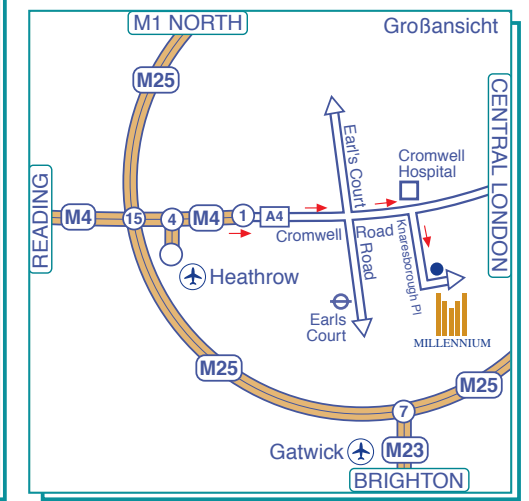 M1 NORTH
Großansicht
M25
CENTRAL LONDON
Earl's Court
Road
Cromwell
Hospital
READING
M4
15
4
M4
1
A4
Cromwell
Road
Knaresborough Pl
Heathrow
Earls
Court
MILLENNIUM
M25
M25
7
Gatwick
M23
BRIGHTON